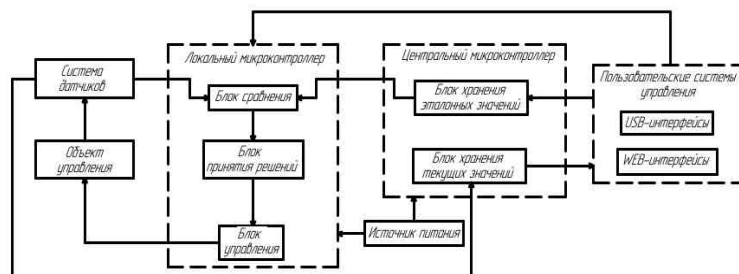 Локальный микроконтроллер
Центральный микроконтроллер
Система
датчиков
Блок сравнения
Блок хранения
эталонных значений
Пользовательские системы
управления
USB-интерфейсы
WEB-интерфейсы
Объект
управления
Блок
принятия решений
Блок хранения
текущих значений
Блок
управления
Источник питания